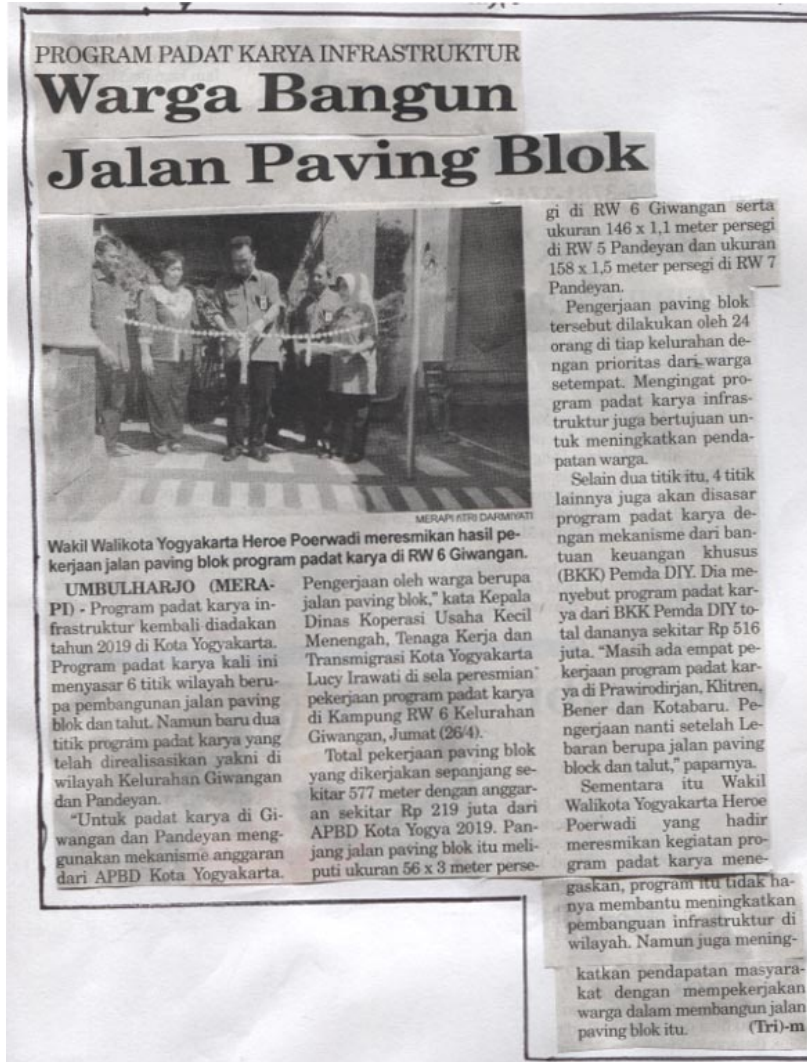 PROGRAM PADAT KARYA INFRASTRUKTUR
Warga Bangun
Jalan Paving Blok
MERAPI/TRI DARMIYATI
Wakil Walikota Yogyakarta Heroe Poerwadi meresmikan hasil pe-
kerjaan jalan paving blok program padat karya di RW 6 Giwangan.
UMBULHARJO (MERA-
PI) - Program padat karya in-
frastruktur kembali diadakan
tahun 2019 di Kota Yogyakarta.
Program padat karya kali ini
menyasar 6 titik wilayah beru-
pa pembangunan jalan paving
blok dan talut. Namun baru dua
titik program padat karya yang
telah direalisasikan yakni di
wilayah Kelurahan Giwangan
dan Pandeyan.
"Untuk padat karya di Gi-
wangan dan Pandeyan meng-
gunakan mekanisme anggaran
dari APBD Kota Yogyakarta.
Pengerjaan oleh warga berupa
jalan paving blok," kata Kepala
Dinas Koperasi Usaha Kecil
Menengah, Tenaga Kerja dan
Transmigrasi Kota Yogyakarta
Lucy Irawati di sela peresmian
pekerjaan program padat karya
di Kampung RW 6 Kelurahan
Giwangan, Jumat (26/4).
Total pekerjaan paving blok
yang dikerjakan sepanjang se-
kitar 577 meter dengan anggar-
an sekitar Rp 219 juta dari
APBD Kota Yogya 2019. Pan-
jang jalan paving blok itu meli-
puti ukuran 56 x 3 meter perse-
gi di RW 6 Giwangan serta
ukuran 146 x 1,1 meter persegi
di RW 5 Pandeyan dan ukuran
158 x 1,5 meter persegi di RW 7
Pandeyan.
Pengerjaan paving blok
tersebut dilakukan oleh 24
orang di tiap kelurahan de-
ngan prioritas dari warga
setempat. Mengingat pro-
gram padat karya infras-
truktur juga bertujuan un-
tuk meningkatkan penda-
patan warga.
Selain dua titik itu, 4 titik
lainnya juga akan disasar
program padat karya de-
ngan mekanisme dari ban-
tuan keuangan khusus
(BKK) Pemda DIY. Dia me-
nyebut program padat kar-
ya dari BKK Pemda DIY to-
tal dananya sekitar Rp 516
juta. "Masih ada empat pe-
kerjaan program padat kar-
ya di Prawirodirjan, Klitren,
Bener dan Kotabaru. Pe-
ngerjaan nanti setelah Le-
baran berupa jalan paving
block dan talut," paparnya.
Sementara itu Wakil
Walikota Yogyakarta Heroe
Poerwadi yang hadir
meresmikan kegiatan pro-
gram padat karya mene-
gaskan, program itu tidak ha-
nya membantu meningkatkan
pembanguan infrastruktur di
wilayah. Namun juga mening-
katkan pendapatan masyara-
kat dengan mempekerjakan
warga dalam membangun jalan
paving blok itu. (Tri)-m